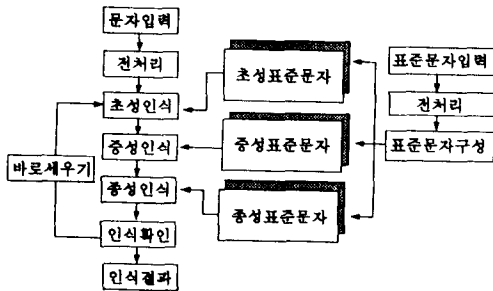 문자입력
전처리
초성인식
중성인식
종성인식
인식확인
인식결과
바로세우기
초성표준문자
중성표준문자
종성표준문자
표준문자입력
전처리
표준문자구성